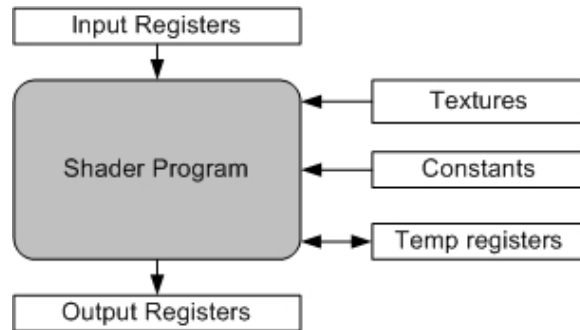 Input Registers
Textures
Shader Program
Constants
Temp registers
Output Registers